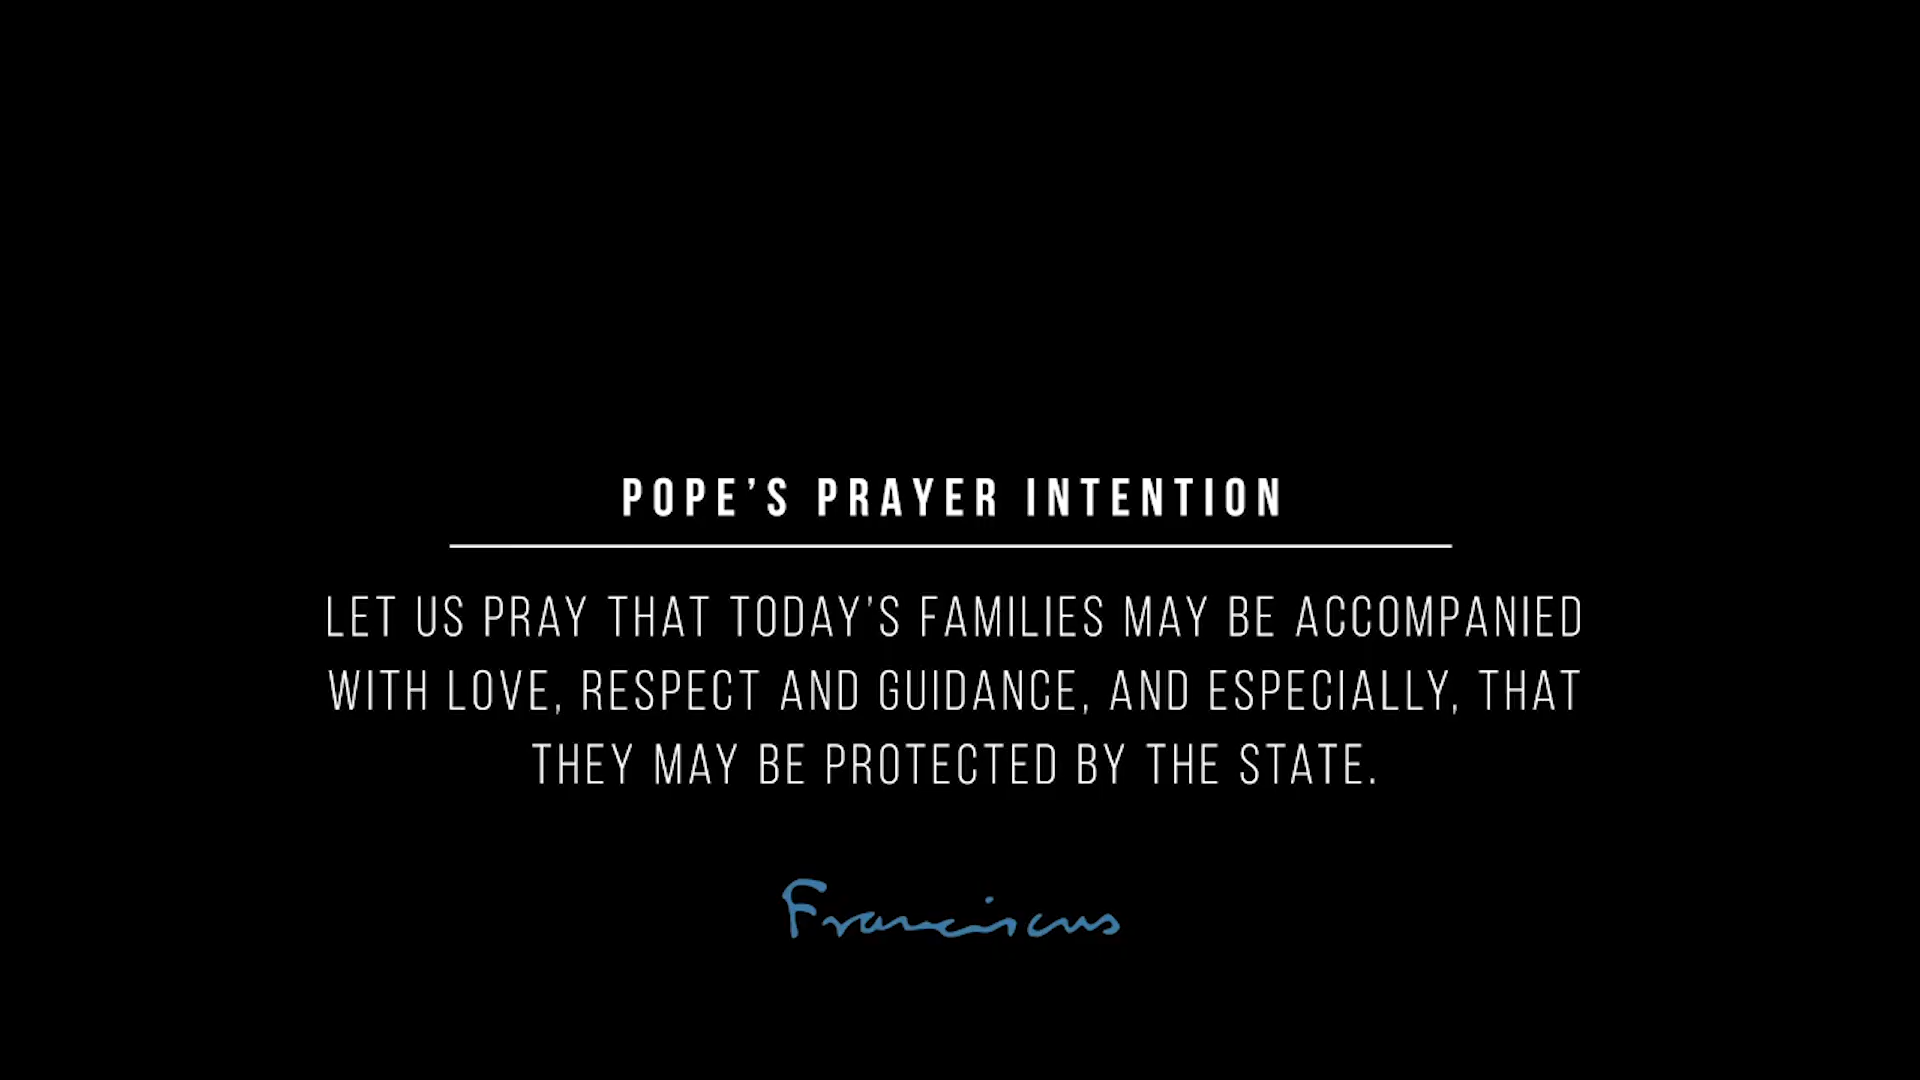 POPE’S PRAYER INTENTION
LET US PRAY THAT TODAY’S FAMILIES MAY BE ACCOMPANIED
WITH LOVE, RESPECT AND GUIDANCE, AND ESPECIALLY, THAT
THEY MAY BE PROTECTED BY THE STATE.
Franciscus